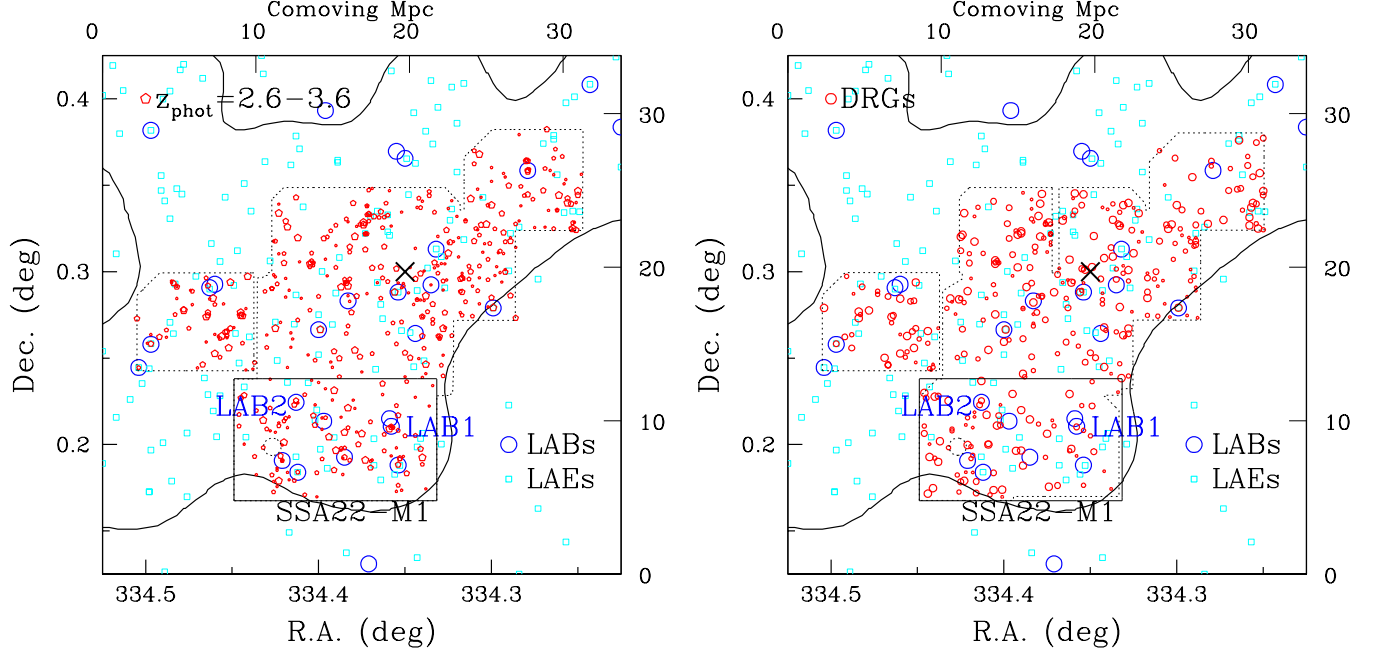 Comoving Mpc
0 10 20 30
z_phot=2.6−3.6
0.4
0.3
0.2
30
20
10
0
LAB2
LAB1
LABs
LAEs
SSA22−M1
334.5 334.4 334.3
R.A. (deg)
Dec. (deg)
Comoving Mpc
0 10 20 30
DRGs
0.4
0.3
0.2
30
20
10
0
LAB2
LAB1
LABs
LAEs
SSA22−M1
334.5 334.4 334.3
R.A. (deg)
Dec. (deg)